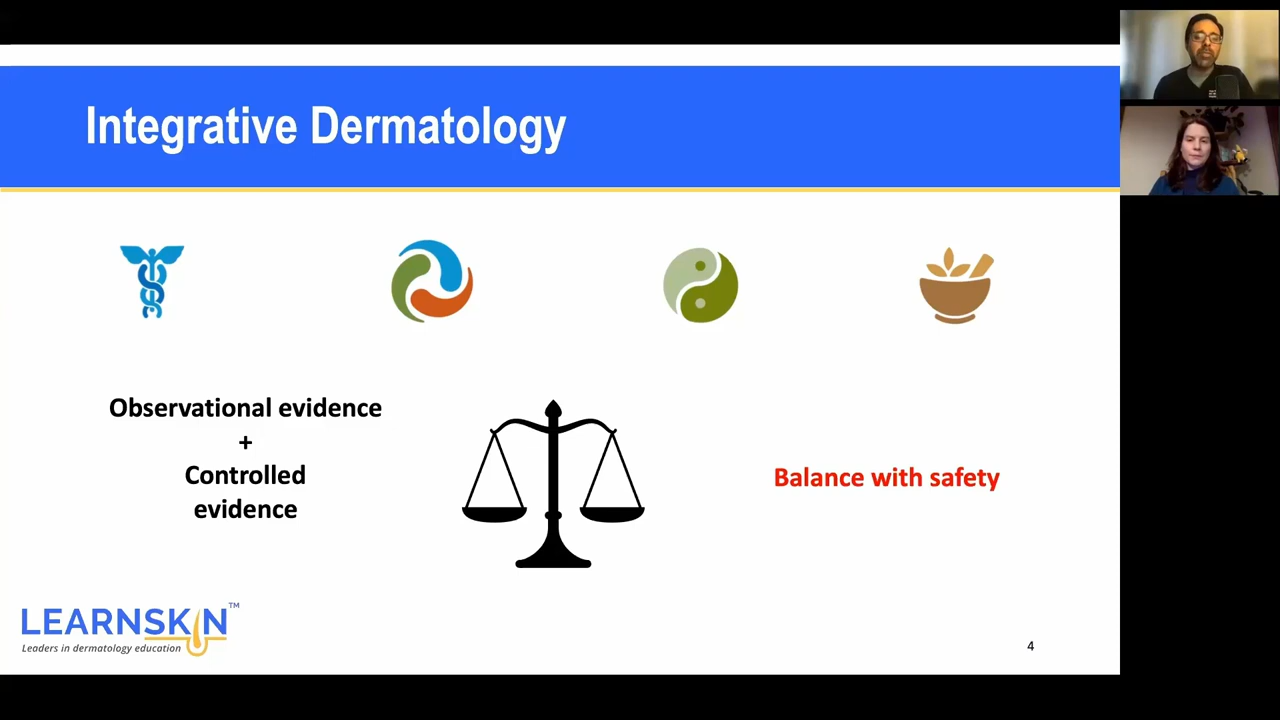 Integrative Dermatology
Observational evidence
+
Controlled
evidence
Balance with safety
LEARNSKIN™
Leaders in dermatology education
4